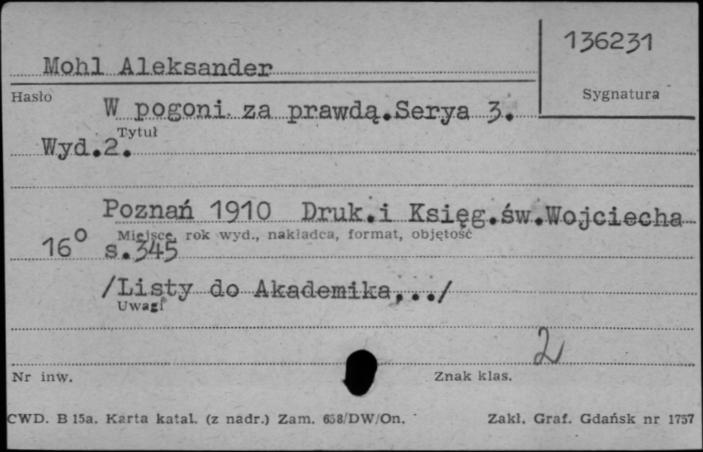 136231
Mohl Aleksander
Hasło
Sygnatura
W pogoni za prawdą.Serya 3.
Tytuł
Wyd.2.
Poznań 1910 Druk.i Księg.św.Wojciecha
Miejsce, rok wyd., nakładca, format, objętość
16° s.345
/Listy do Akademika,../
Uwagi
2
Nr inw.
Znak klas.
CWD. B 15a. Karta katal. (z nadr.) Zam. 658/DW/On.
Zakł. Graf. Gdańsk nr 1757